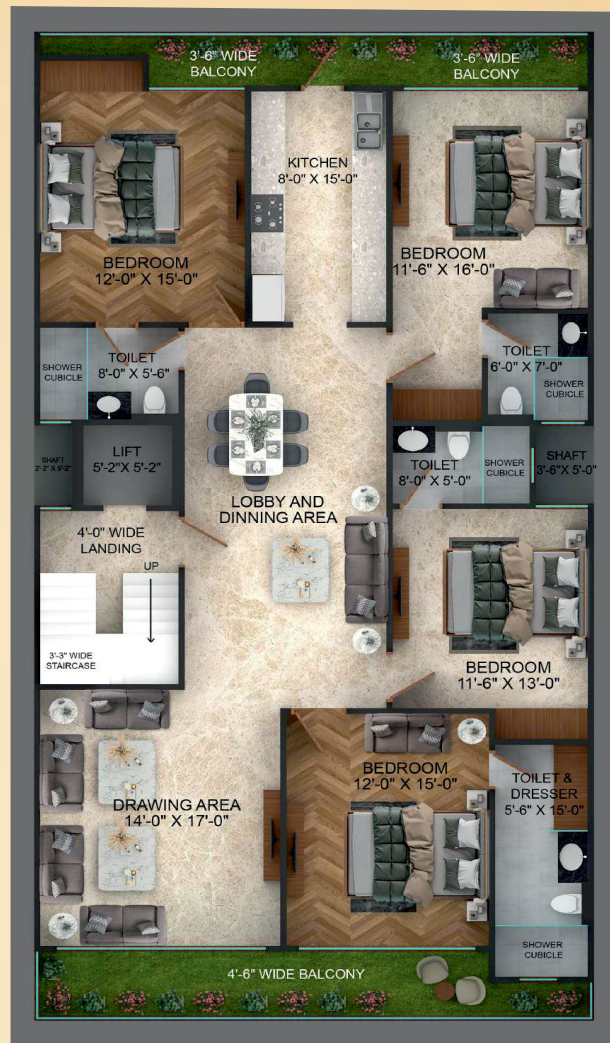 3'-6" WIDE
BALCONY
3'-6" WIDE
BALCONY
KITCHEN
8'-0" X 15'-0"
BEDROOM
12'-0" X 15'-0"
BEDROOM
11'-6" X 16'-0"
SHOWER
CUBICLE
TOILET
8'-0" X 5'-6"
TOILET
6'-0" X 7'-0"
SHOWER
CUBICLE
SHAFT
LIFT
5'-2"X 5'-2"
TOILET
8'-0" X 5'-0"
SHOWER
CUBICLE
SHAFT
3'-6"X 5'-0"
LOBBY AND
DINNING AREA
4'-0" WIDE
LANDING
UP
3'-3" WIDE
STAIRCASE
BEDROOM
11'-6" X 13'-0"
DRAWING AREA
14'-0" X 17'-0"
BEDROOM
12'-0" X 15'-0"
TOILET &
DRESSER
5'-6" X 15'-0"
SHOWER
CUBICLE
4'-6" WIDE BALCONY